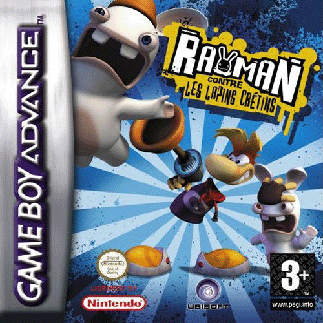 GAME BOY ADVANCE
RAYMAN
CONTRE
LES LAPINS CRÉTINS
Nintendo
UBISOFT
3+
www.pegi.info